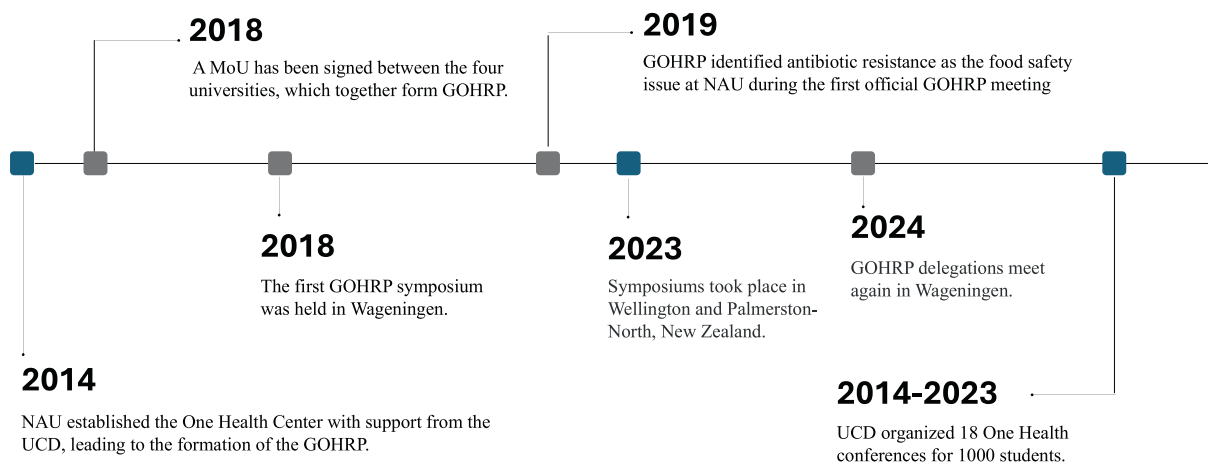 2018
A MoU has been signed between the four
universities, which together form GOHRP.
2019
GOHRP identified antibiotic resistance as the food safety
issue at NAU during the first official GOHRP meeting
2018
The first GOHRP symposium
was held in Wageningen.
2023
Symposiums took place in
Wellington and Palmerston-
North, New Zealand.
2024
GOHRP delegations meet
again in Wageningen.
2014
NAU established the One Health Center with support from the
UCD, leading to the formation of the GOHRP.
2014-2023
UCD organized 18 One Health
conferences for 1000 students.